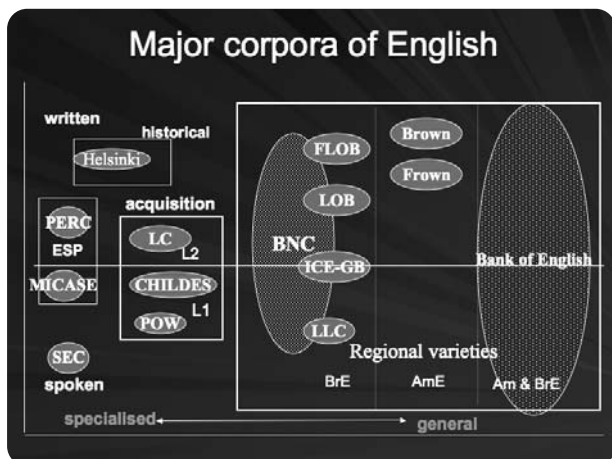 Major corpora of English
written
historical
Helsinki
PERC
ESP
MICASE
SEC
spoken
acquisition
LC
L2
CHILDES
L1
POW
BNC
FLOB
LOB
ICE-GB
LLC
Brown
Frown
Bank of English
Regional varieties
BrE
AmE
Am & BrE
specialised
general